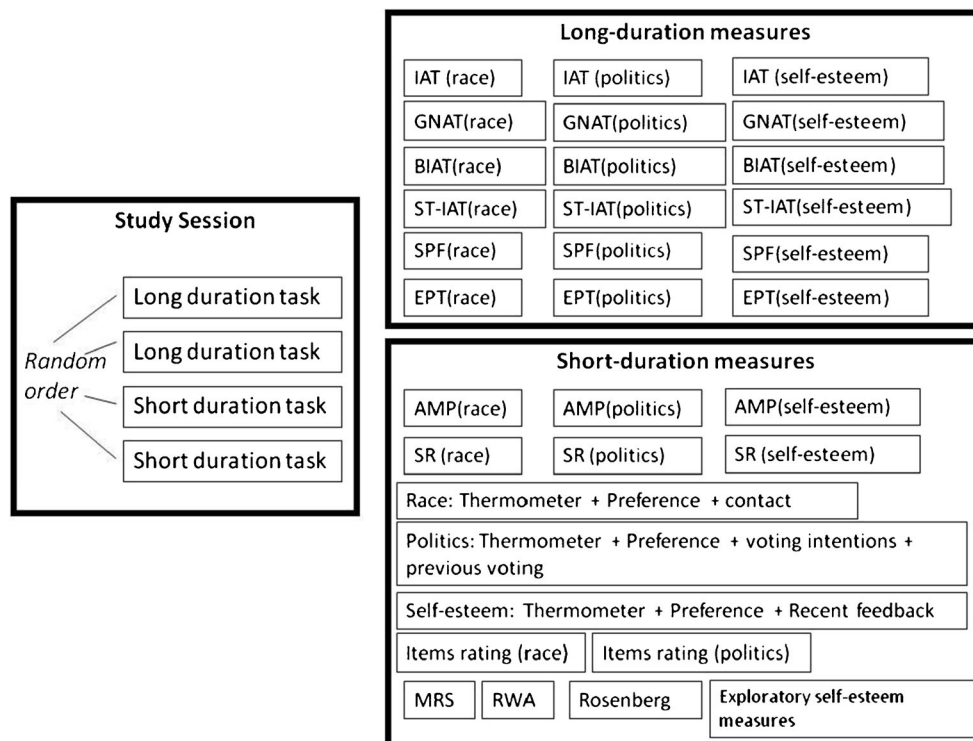 Study Session
Long duration task
Long duration task
Random
order
Short duration task
Short duration task
Long-duration measures
IAT (race) IAT (politics) IAT (self-esteem)
GNAT(race) GNAT(politics) GNAT(self-esteem)
BIAT(race) BIAT(politics) BIAT(self-esteem)
ST-IAT(race) ST-IAT(politics) ST-IAT(self-esteem)
SPF(race) SPF(politics) SPF(self-esteem)
EPT(race) EPT(politics) EPT(self-esteem)
Short-duration measures
AMP(race) AMP(politics) AMP(self-esteem)
SR (race) SR (politics) SR (self-esteem)
Race: Thermometer + Preference + contact
Politics: Thermometer + Preference + voting intentions +
previous voting
Self-esteem: Thermometer + Preference + Recent feedback
Items rating (race) Items rating (politics)
MRS RWA Rosenberg Exploratory self-esteem
measures